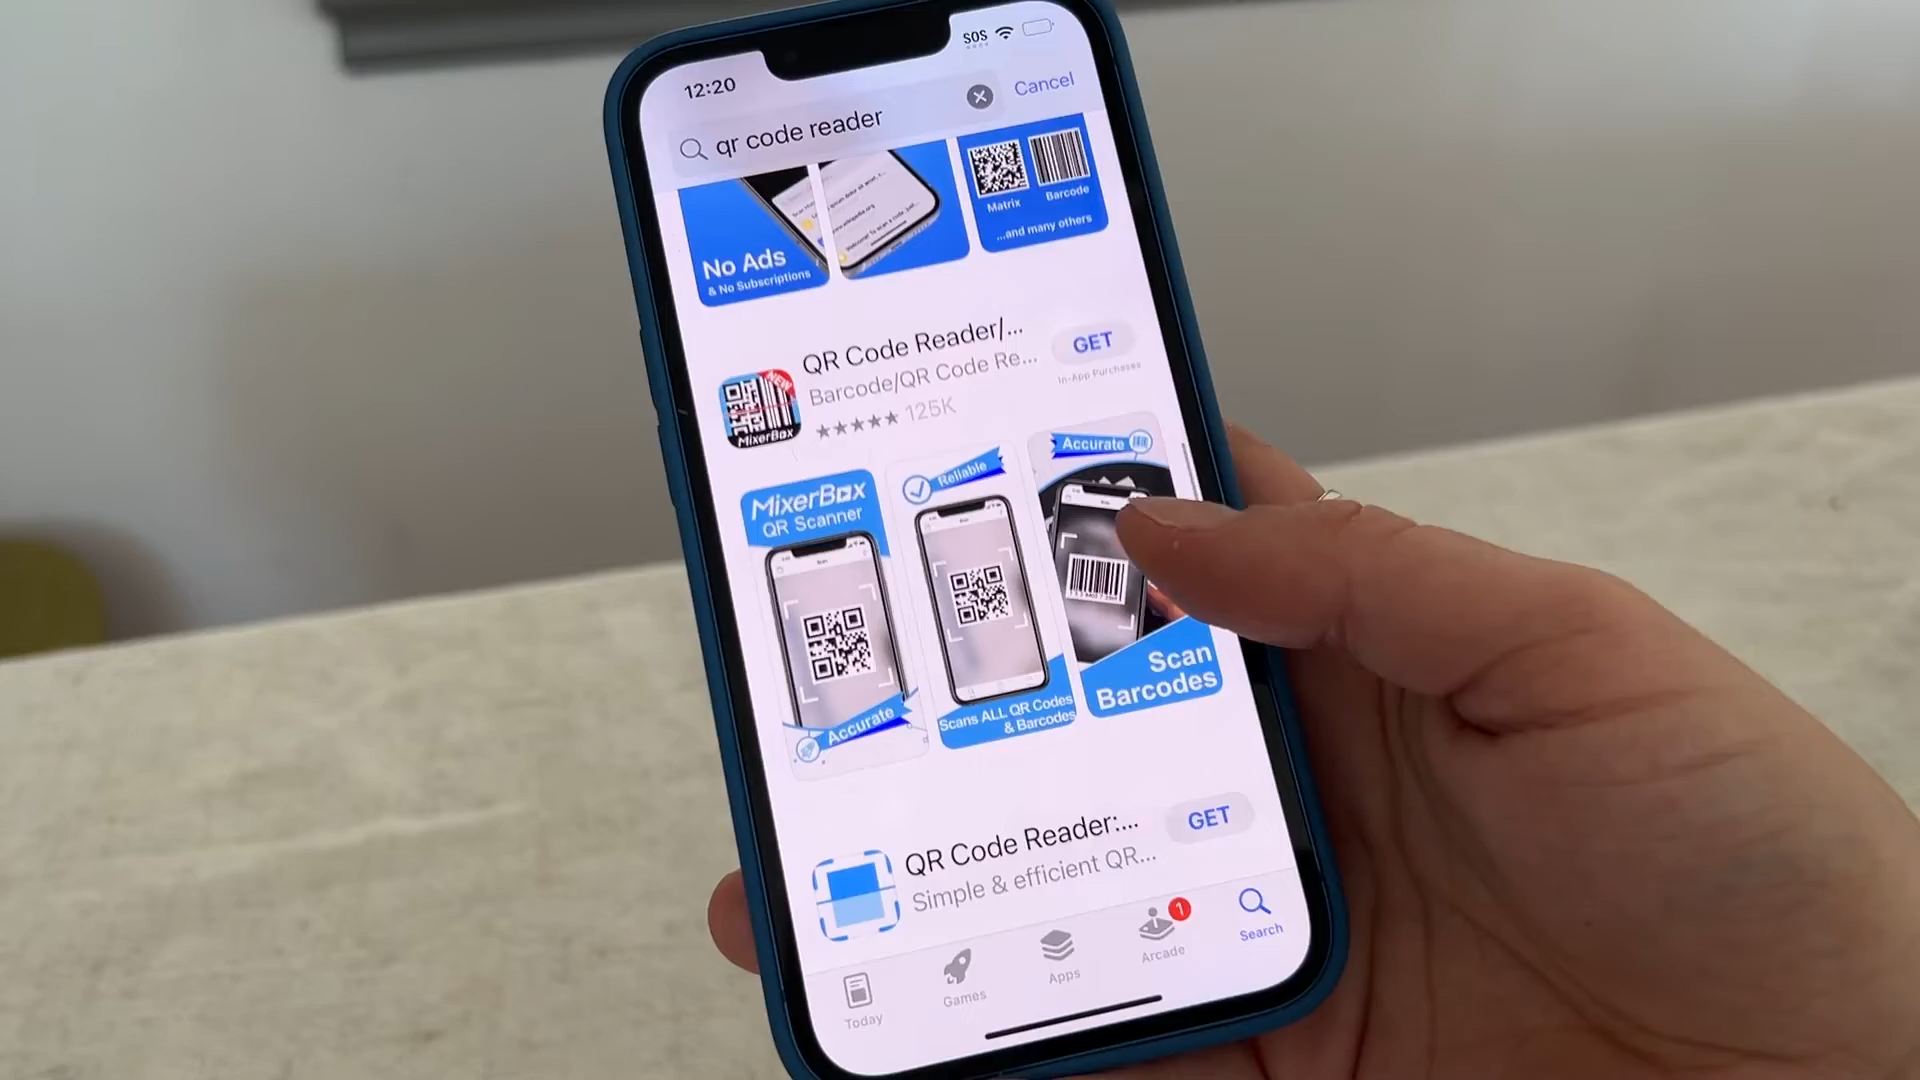 12:20
SOS
qr code reader
Cancel
No Ads
& No Subscriptions
Matrix
Barcode
...and many others
QR Code Reader/...
Barcode/QR Code Re...
★★★★★ 125K
GET
In-App Purchases
NEW
MixerBox
MixerBox
QR Scanner
Accurate
Reliable
Scans ALL QR Codes
& Barcodes
Accurate
Scan
Barcodes
QR Code Reader:...
Simple & efficient QR...
GET
Today
Games
Apps
Arcade
1
Search